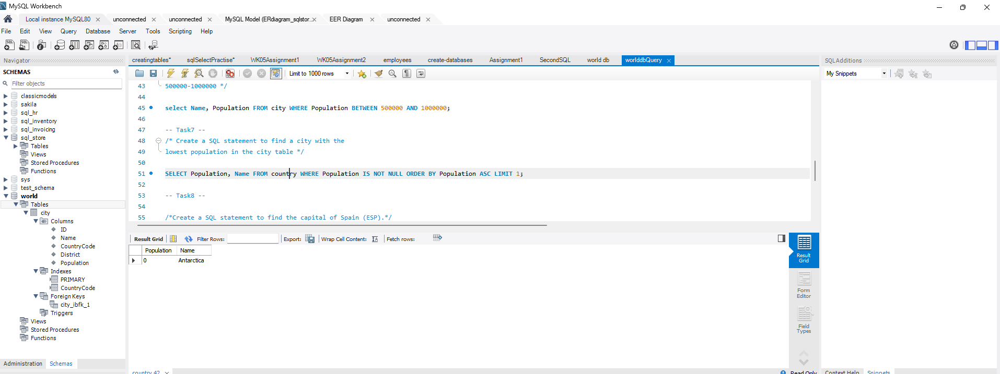 MySQL Workbench
Local instance MySQL80
unconnected
unconnected
MySQL Model (ERdiagram_sqlstor...
EER Diagram
unconnected
File Edit View Query Database Server Tools Scripting Help
Navigator
SCHEMAS
Filter objects
classicmodels
sakila
sql_hr
sql_inventory
sql_invoicing
sql_store
Tables
Views
Stored Procedures
Functions
sys
test_schema
world
Tables
city
Columns
ID
Name
CountryCode
District
Population
Indexes
PRIMARY
CountryCode
Foreign Keys
city_ibfk_1
Triggers
Views
Stored Procedures
Functions
Administration Schemas
creatingtables* sqlSelectPractise* WK05Assignment1 WK05Assignment2 employees create-databases Assignment1 SecondSQL world db worlddbQuery
Limit to 1000 rows
43 500000-1000000 */
44
45 select Name, Population FROM city WHERE Population BETWEEN 500000 AND 1000000;
46
47 -- Task7 --
48 /* Create a SQL statement to find a city with the
49 lowest population in the city table */
50
51 SELECT Population, Name FROM country WHERE Population IS NOT NULL ORDER BY Population ASC LIMIT 1;
52
53 -- Task8 --
54
55 /*Create a SQL statement to find the capital of Spain (ESP).*/
Result Grid Filter Rows: Export: Wrap Cell Content: Fetch rows:
Population Name
0 Antarctica
Result
Grid
Form
Editor
Field
Types
country 42
Read Only
SQLAdditions
My Snippets
Context Help Snippets